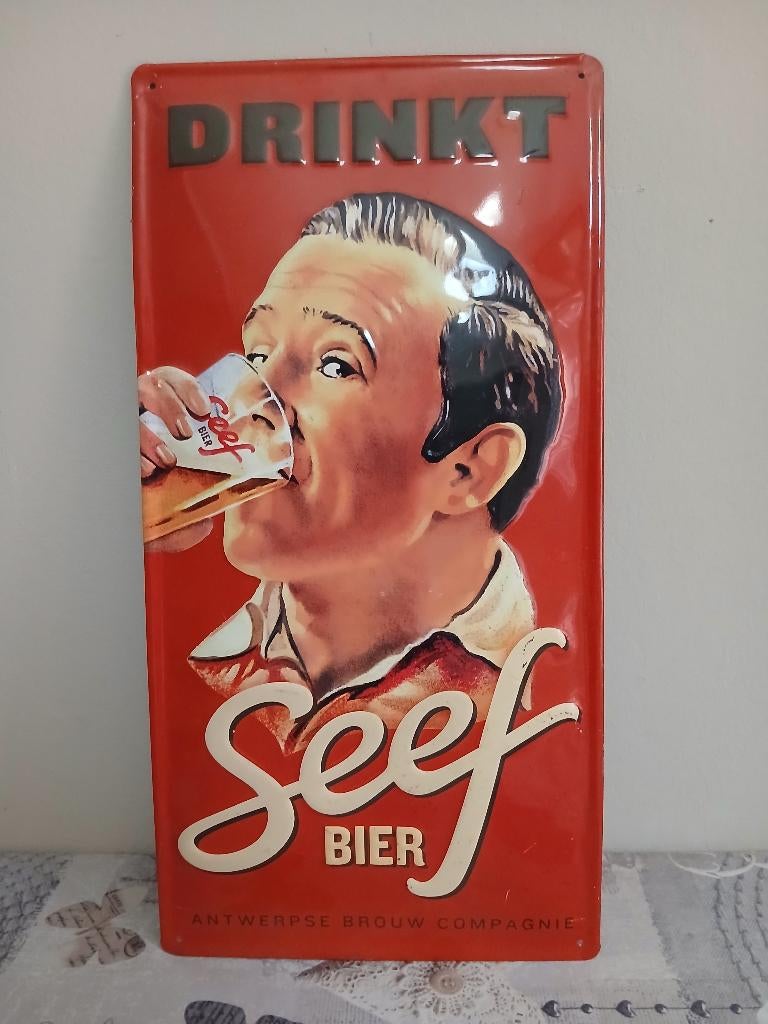 DRINKT
Seef
BIER
Seef
BIER
ANTWERPSE BROUW COMPAGNIE